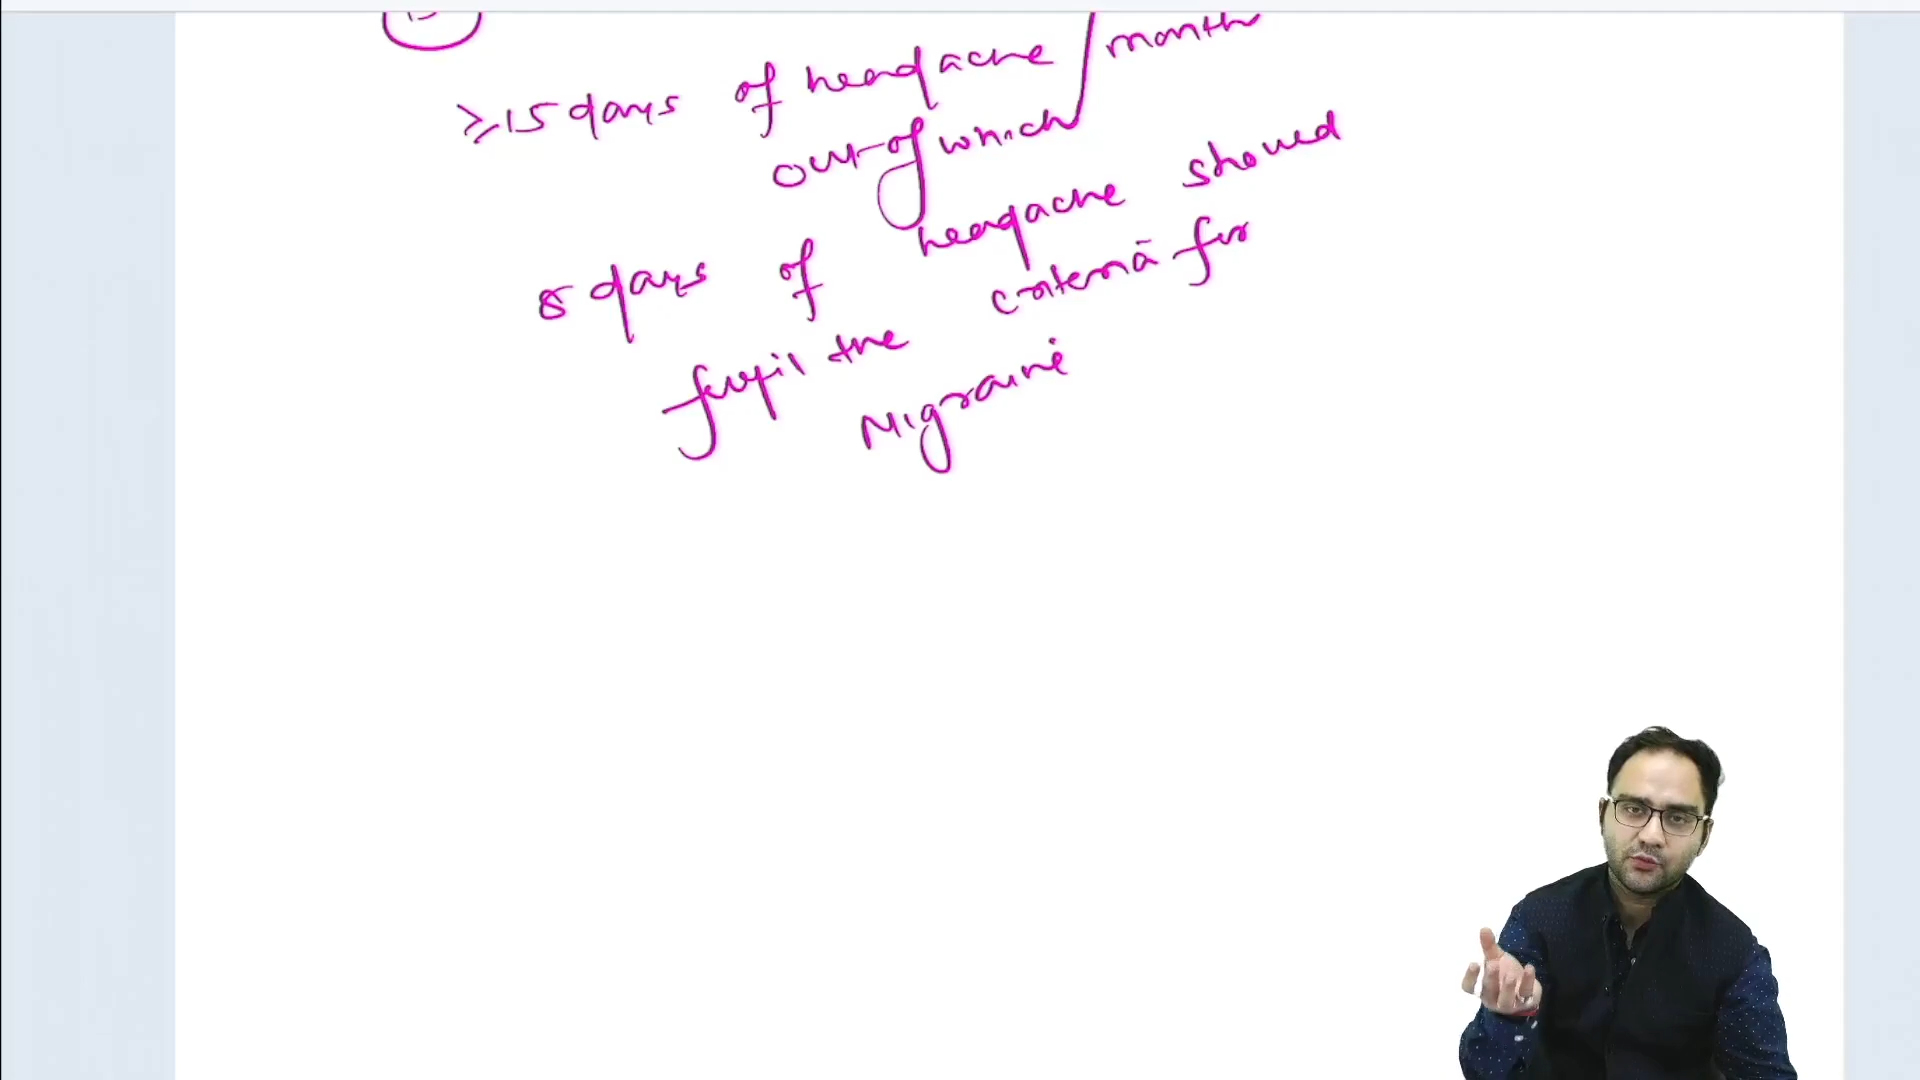 ≥15 days of headache / month
out of which
8 days of headache should
fulfil the criteria for
Migraine